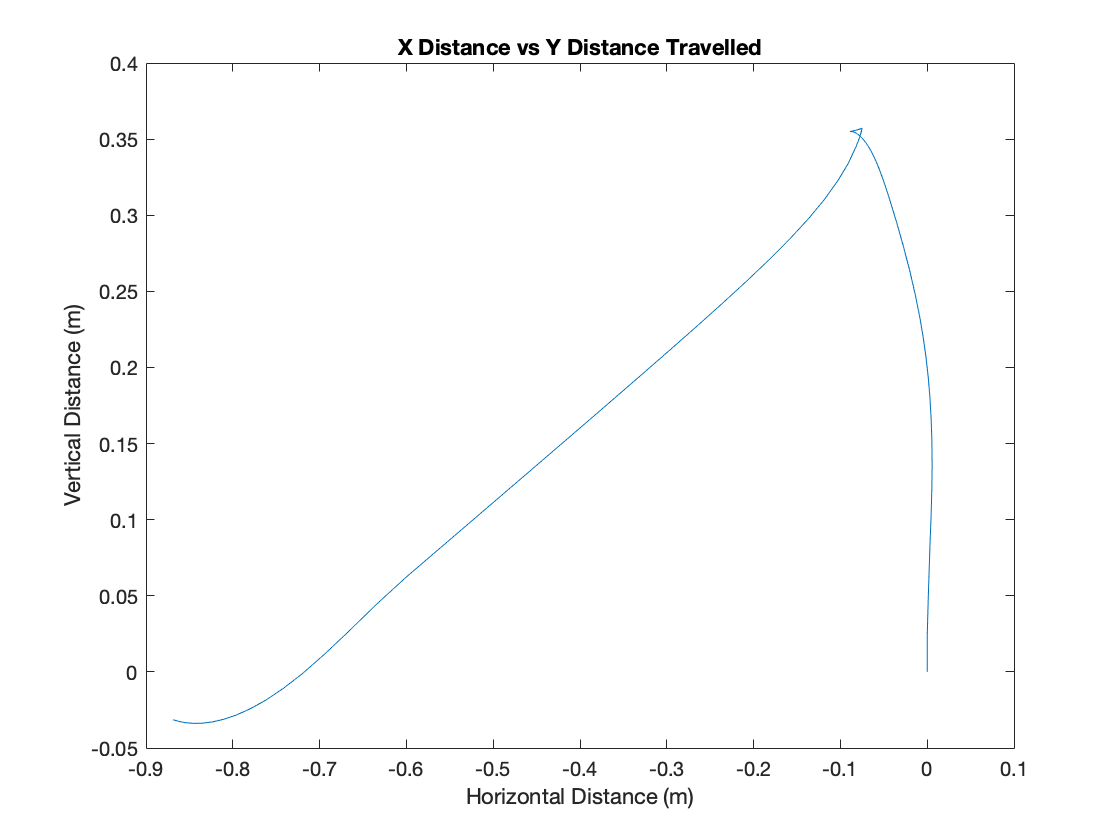 X Distance vs Y Distance Travelled
0.4
0.35
0.3
0.25
0.2
0.15
0.1
0.05
0
-0.05
Vertical Distance (m)
-0.9 -0.8 -0.7 -0.6 -0.5 -0.4 -0.3 -0.2 -0.1 0 0.1
Horizontal Distance (m)